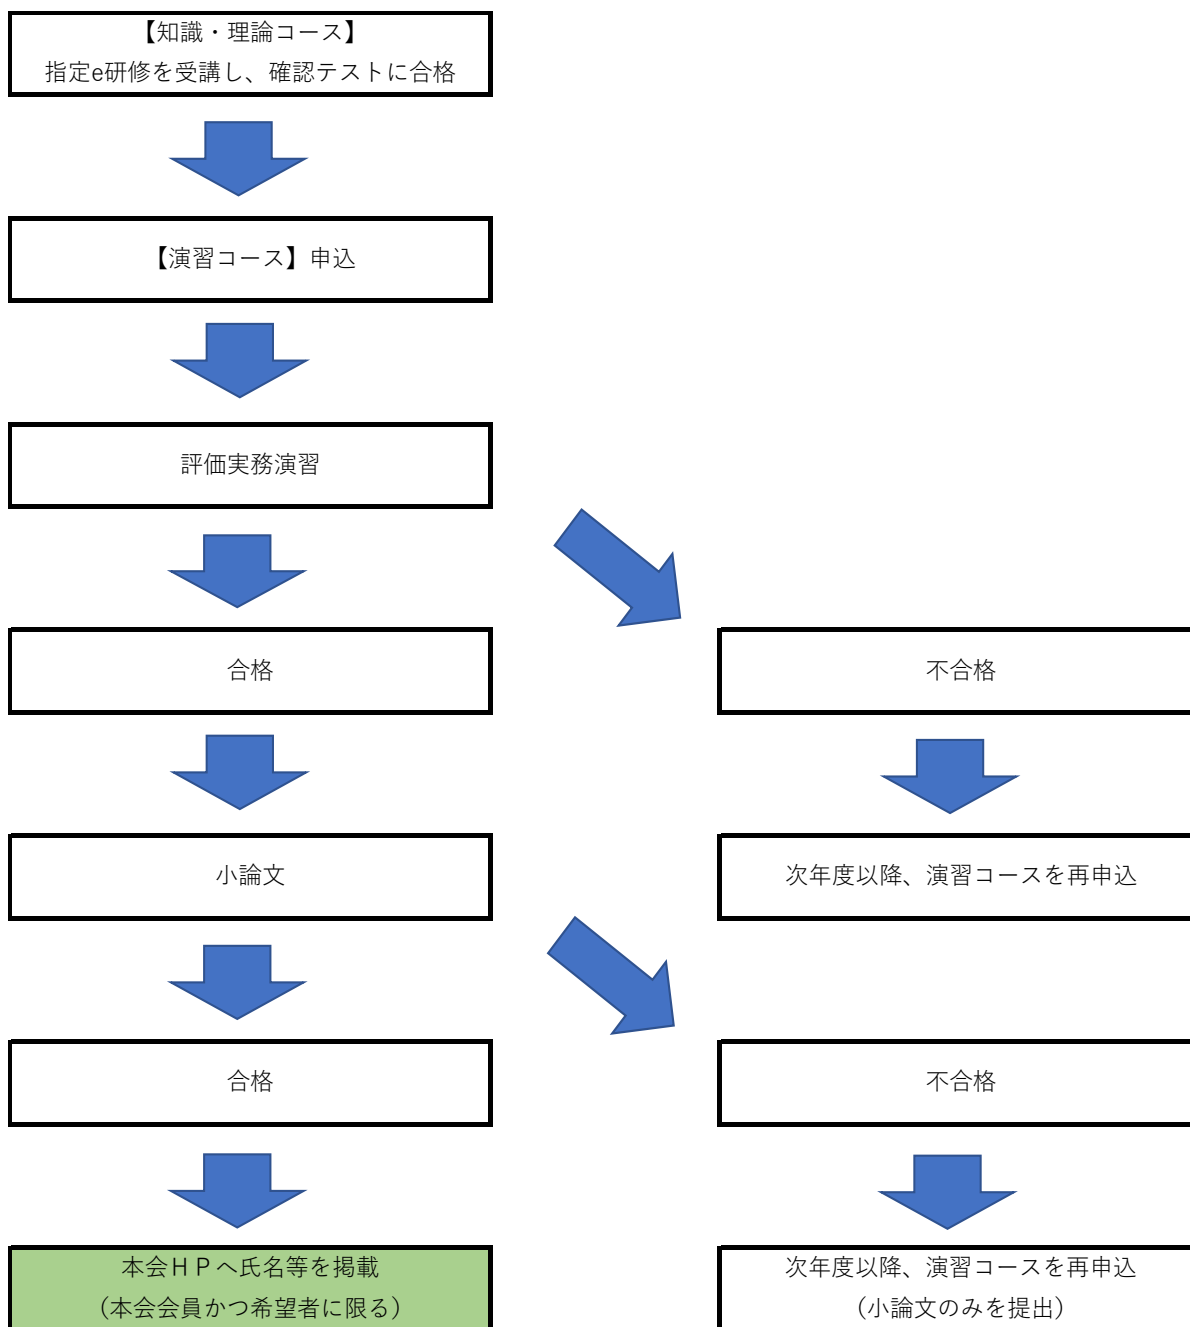 【知識・理論コース】
指定e研修を受講し、確認テストに合格
【演習コース】申込
評価実務演習
合格
不合格
小論文
次年度以降、演習コースを再申込
合格
不合格
本会ＨＰへ氏名等を掲載
（本会会員かつ希望者に限る）
次年度以降、演習コースを再申込
（小論文のみを提出）